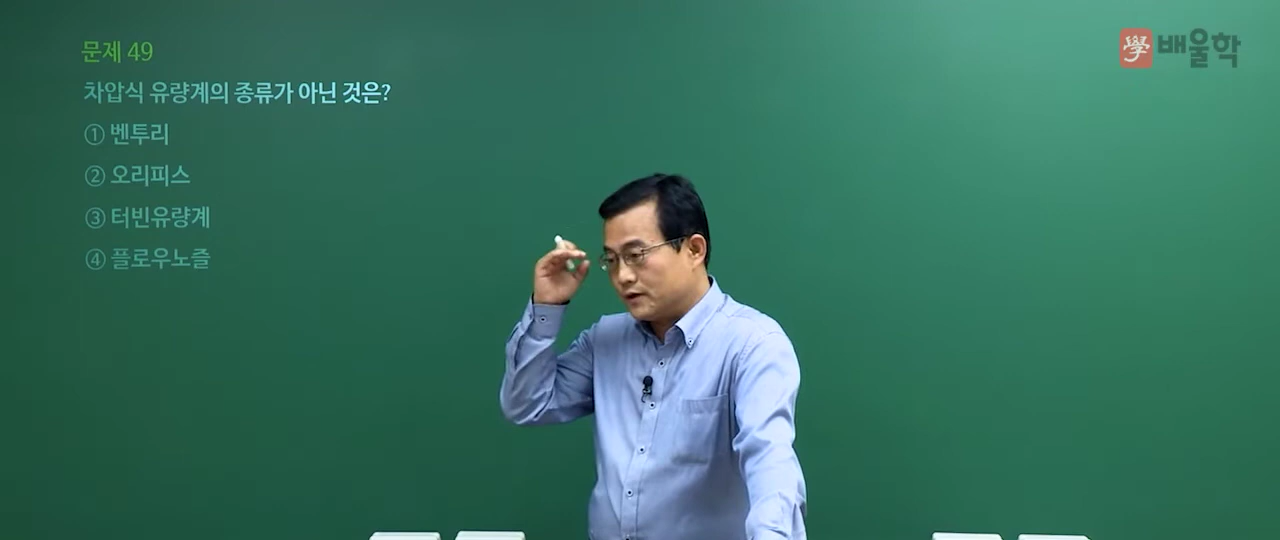 문제 49
차압식 유량계의 종류가 아닌 것은?
① 벤투리
② 오리피스
③ 터빈유량계
④ 플로우노즐
學 배울학